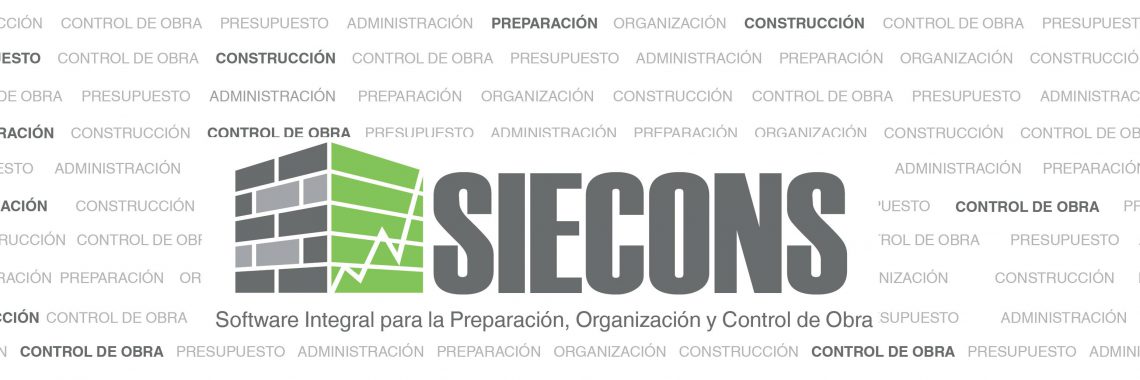 CCIÓN CONTROL DE OBRA PRESUPUESTO ADMINISTRACIÓN PREPARACIÓN ORGANIZACIÓN CONSTRUCCIÓN CONTROL DE OBRA PRESUPUEST
UESTO CONTROL DE OBRA CONSTRUCCIÓN CONTROL DE OBRA PRESUPUESTO ADMINISTRACIÓN PREPARACIÓN ORGANIZACIÓN CONSTRUCCIÓ
DE OBRA PRESUPUESTO ADMINISTRACIÓN PREPARACIÓN ORGANIZACIÓN CONSTRUCCIÓN CONTROL DE OBRA PRESUPUESTO ADMINISTRAC
RACIÓN CONSTRUCCIÓN CONTROL DE OBRA PRESUPUESTO ADMINISTRACIÓN PREPARACIÓN ORGANIZACIÓN CONSTRUCCIÓN CONTROL DE OB
ESTO ADMINISTRACIÓN ADMINISTRACIÓN PREPARACIÓN
ACIÓN CONSTRUCCIÓN UESTO CONTROL DE OBRA PR
SIECONS
RUCCIÓN CONTROL DE OBR ROL DE OBRA PRESUPUESTO
RACIÓN PREPARACIÓN OR NIZACIÓN CONSTRUCCIÓN
CCIÓN CONTROL DE OBRA SUPUESTO ADMINISTRACIÓN
Software Integral para la Preparación, Organización y Control de Obra
N CONTROL DE OBRA PRESUPUESTO ADMINISTRACIÓN PREPARACIÓN ORGANIZACIÓN CONSTRUCCIÓN CONTROL DE OBRA PRESUPUESTO ADMINI